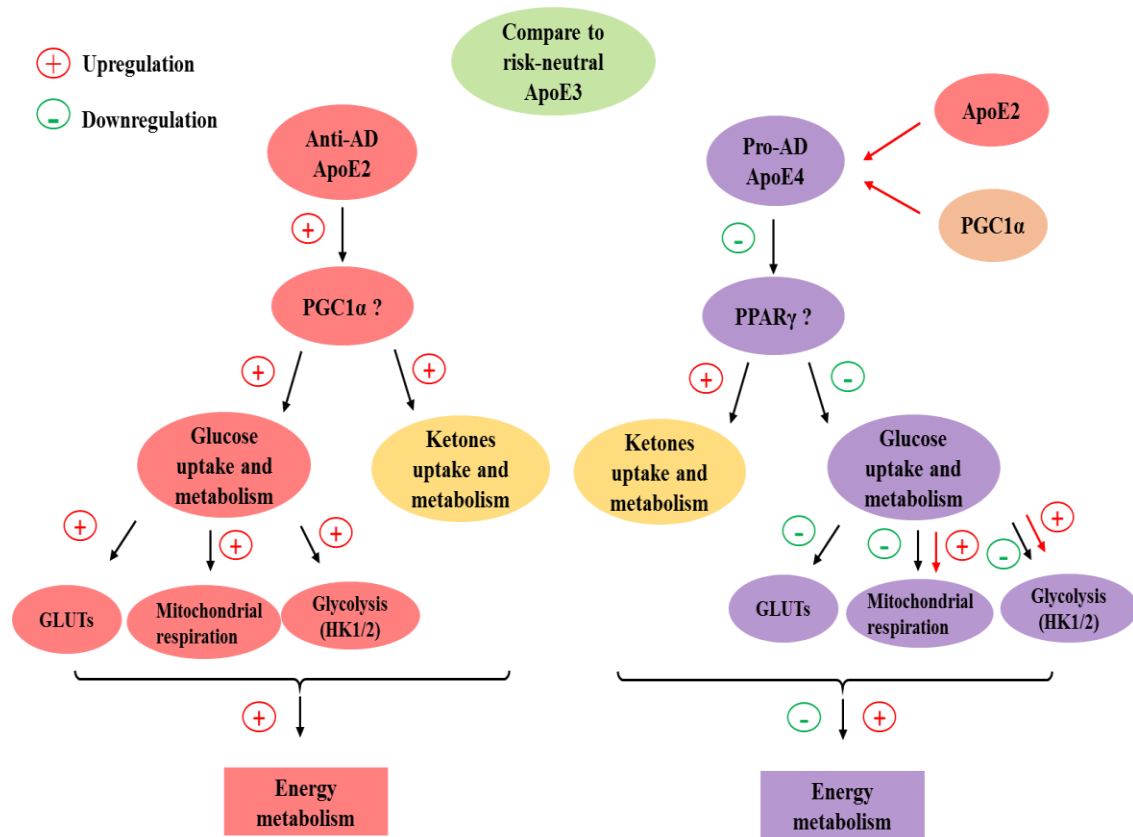 Compare to
risk-neutral
ApoE3
+ Upregulation
- Downregulation
Anti-AD
ApoE2
+
PGC1α ?
+ +
Glucose
uptake and
metabolism
Ketones
uptake and
metabolism
+ + +
GLUTs
Mitochondrial
respiration
Glycolysis
(HK1/2)
+
Energy
metabolism
Pro-AD
ApoE4
ApoE2
PGC1α
-
PPARγ ?
+ -
Ketones
uptake and
metabolism
Glucose
uptake and
metabolism
- - + - +
GLUTs
Mitochondrial
respiration
Glycolysis
(HK1/2)
- +
Energy
metabolism